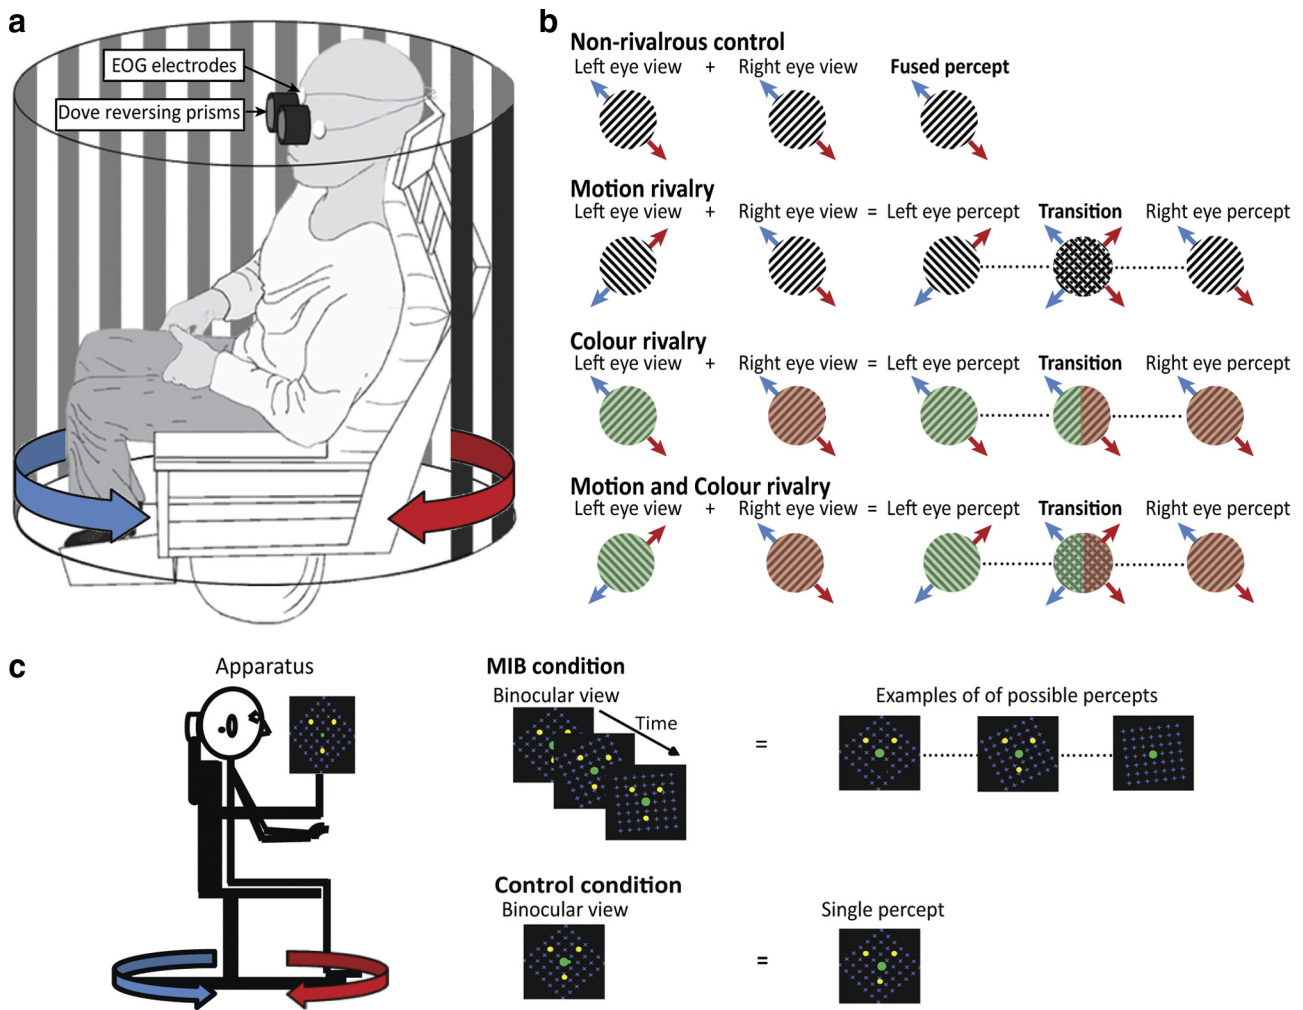 a
EOG electrodes
Dove reversing prisms
b
Non-rivalrous control
Left eye view + Right eye view Fused percept
Motion rivalry
Left eye view + Right eye view = Left eye percept Transition Right eye percept
Colour rivalry
Left eye view + Right eye view = Left eye percept Transition Right eye percept
Motion and Colour rivalry
Left eye view + Right eye view = Left eye percept Transition Right eye percept
c
Apparatus
MIB condition
Binocular view
Time
=
Examples of of possible percepts
Control condition
Binocular view
=
Single percept